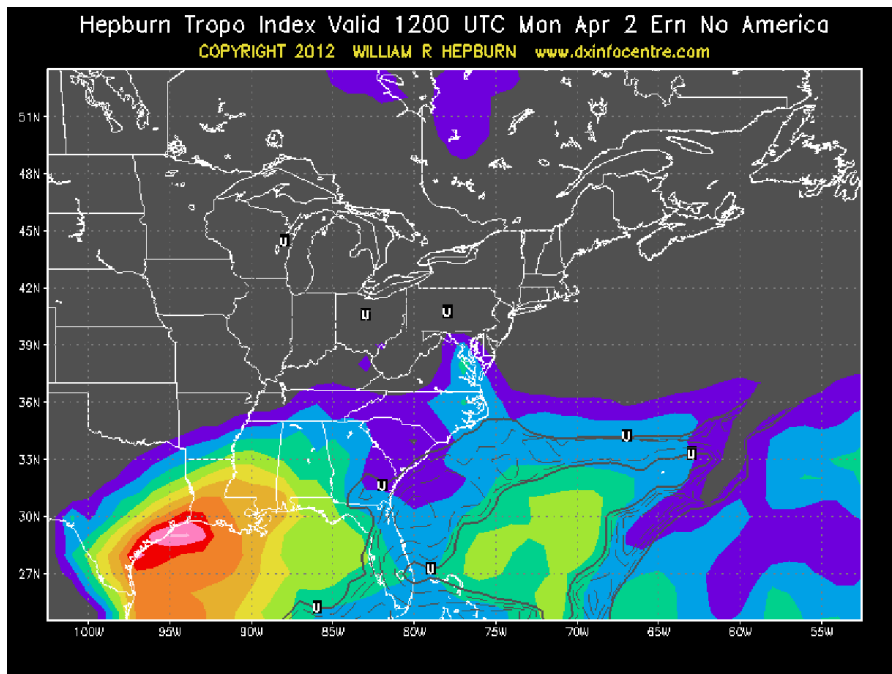 Hepburn Tropo Index Valid 1200 UTC Mon Apr 2 Ern No America
COPYRIGHT 2012 WILLIAM R HEPBURN www.dxinfocentre.com
51N
48N
45N
U
42N
U
U
39N
36N
U
33N
U
U
30N
27N
U
U
100W 95W 90W 85W 80W 75W 70W 65W 60W 55W